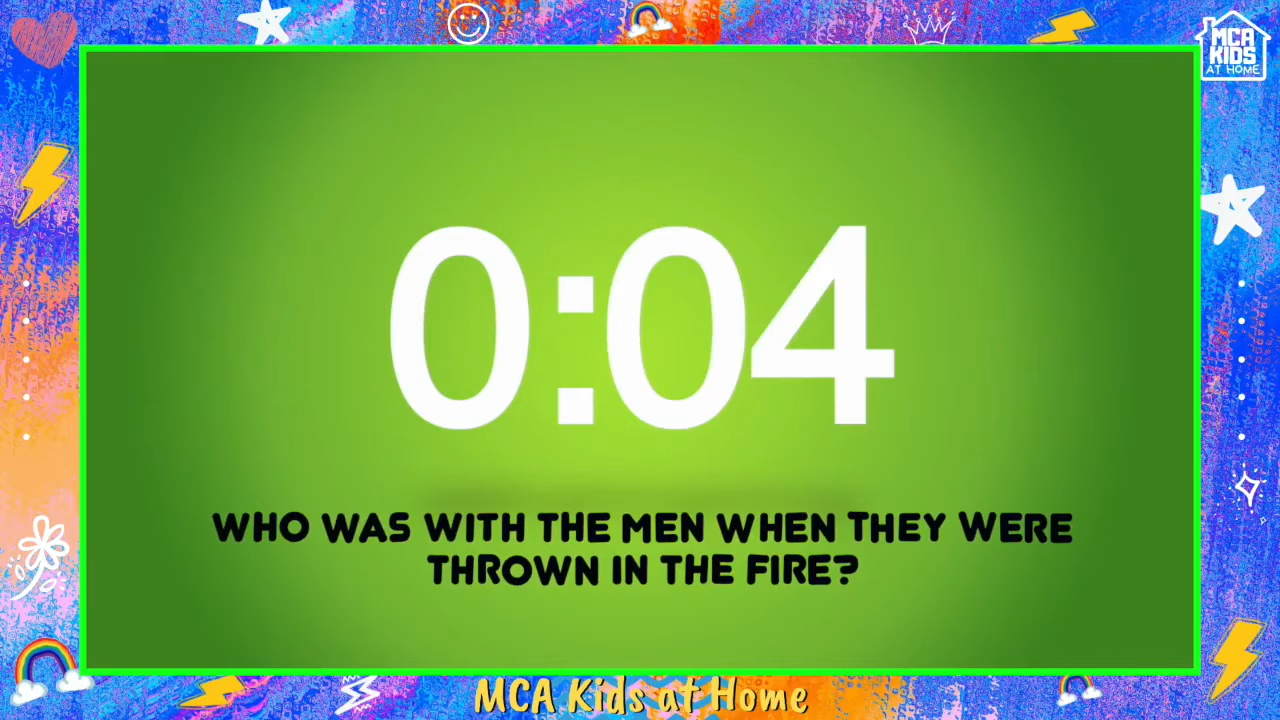 MCA
KIDS
AT HOME
0:04
WHO WAS WITH THE MEN WHEN THEY WERE
THROWN IN THE FIRE?
MCA Kids at Home